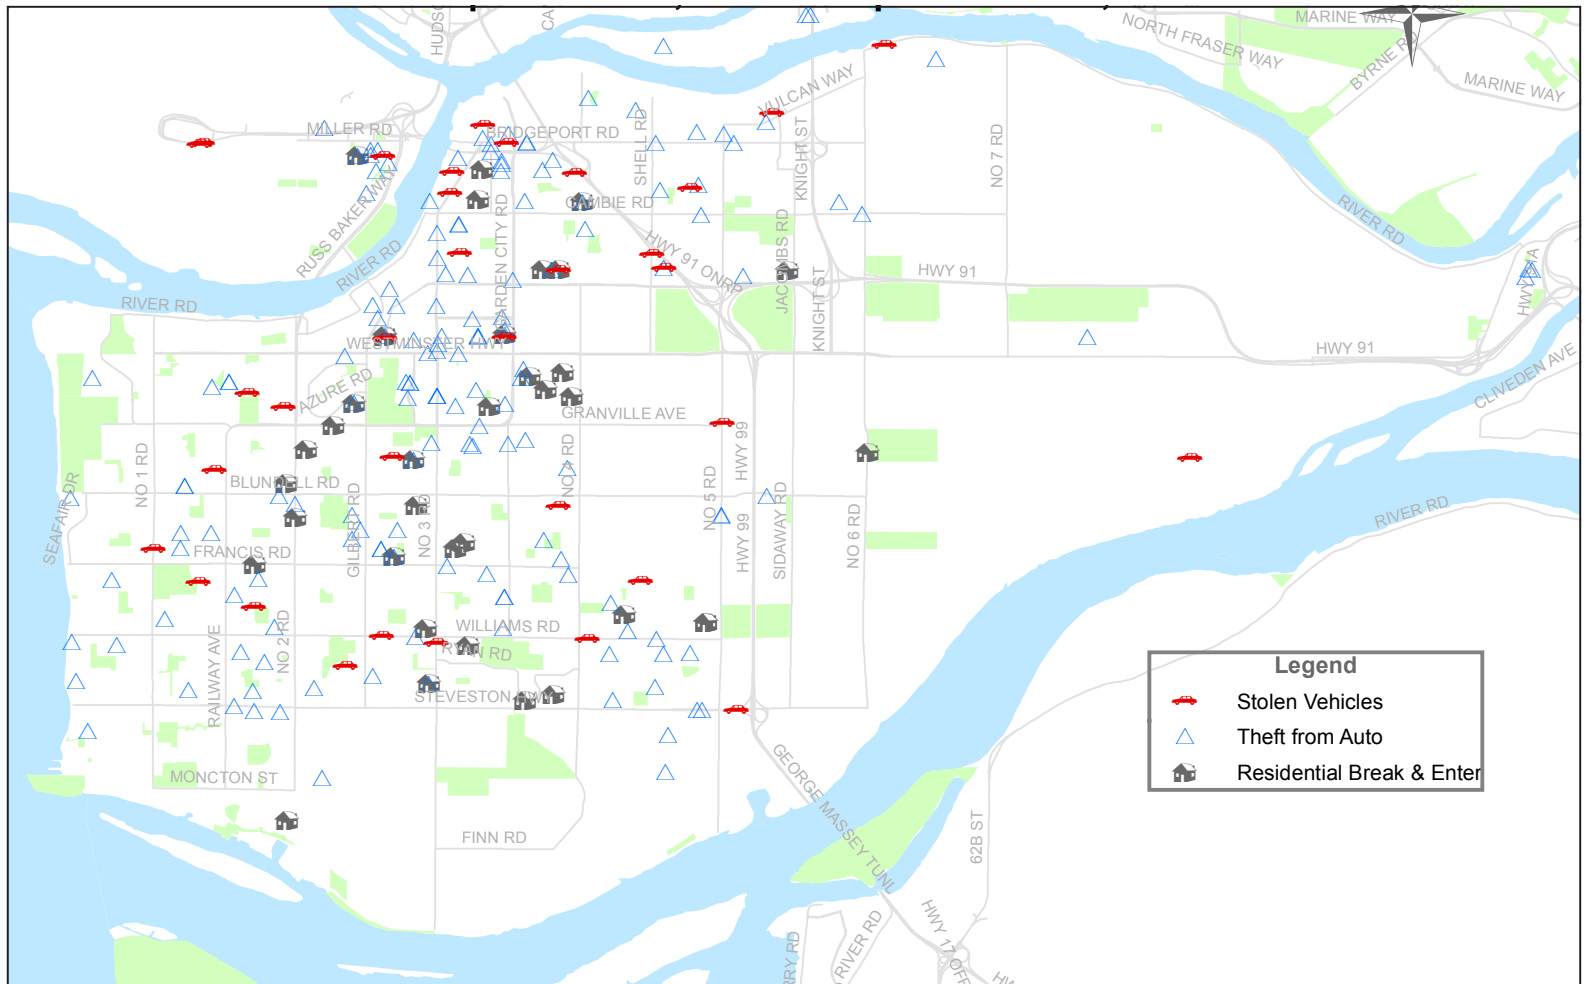 MARINE WAY
NORTH FRASER WAY
BYRNE RD
MARINE WAY
VULCAN WAY
MILLER RD
BRIDGEPORT RD
SHELL RD
KNIGHT ST
NO 7 RD
RUSS BAKER WAY
CAMBIE RD
RIVER RD
GARDEN CITY RD
HWY 91 ONRP
JACOMBS RD
RIVER RD
HWY 91
RIVER RD
KNIGHT ST
WESTMINSTER HWY
HWY 91
CLIVEDEN AVE
AZURE RD
GRANVILLE AVE
NO 1 RD
NO 4 RD
HWY 99
BLUNDELL RD
NO 5 RD
SEAFAIR DR
GILBERT RD
NO 3 RD
SIDAWAY RD
NO 6 RD
RIVER RD
FRANCIS RD
HWY 99
WILLIAMS RD
NO 2 RD
RAILWAY AVE
RYAN RD
STEVESTON HWY
Legend
Stolen Vehicles
Theft from Auto
Residential Break & Enter
MONCTON ST
GEORGE MASSEY TUNL
FINN RD
62B ST
RIVER RD
HWY 17 OFF